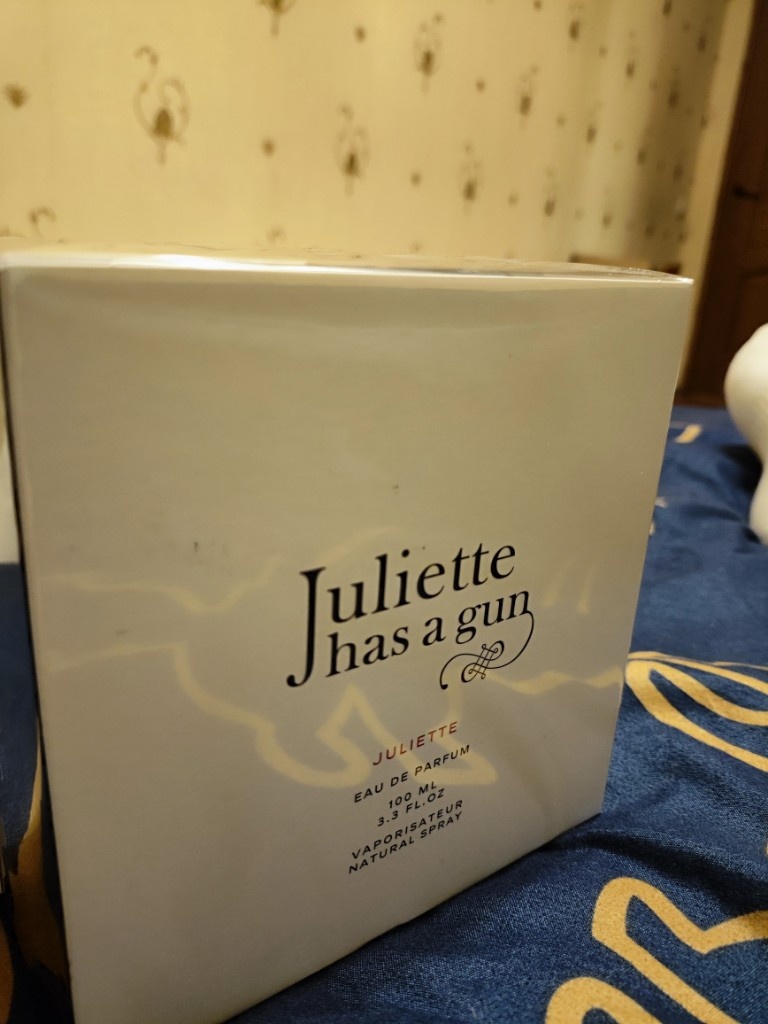 Juliette
has a gun
JULIETTE
EAU DE PARFUM
100 ML
3.3 FL.OZ
VAPORISATEUR
NATURAL SPRAY